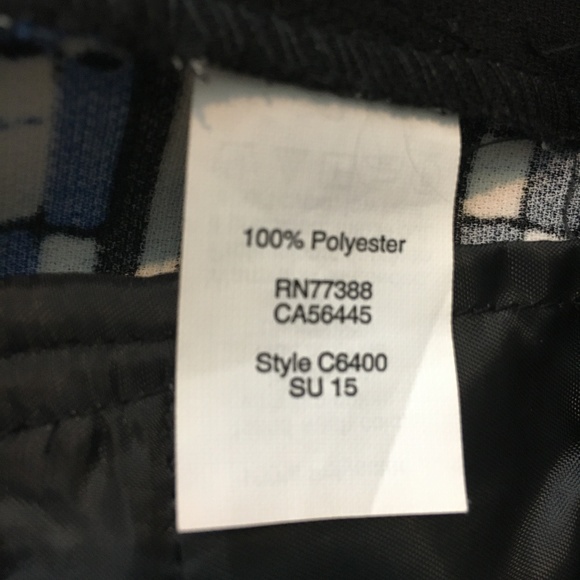 100% Polyester
RN77388
CA56445
Style C6400
SU 15